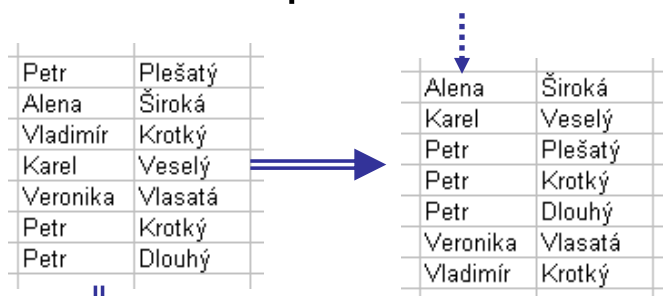 Petr Plešatý
Alena Široká
Vladimír Krotký
Karel Veselý
Veronika Vlasatá
Petr Krotký
Petr Dlouhý
Alena Široká
Karel Veselý
Petr Plešatý
Petr Krotký
Petr Dlouhý
Veronika Vlasatá
Vladimír Krotký